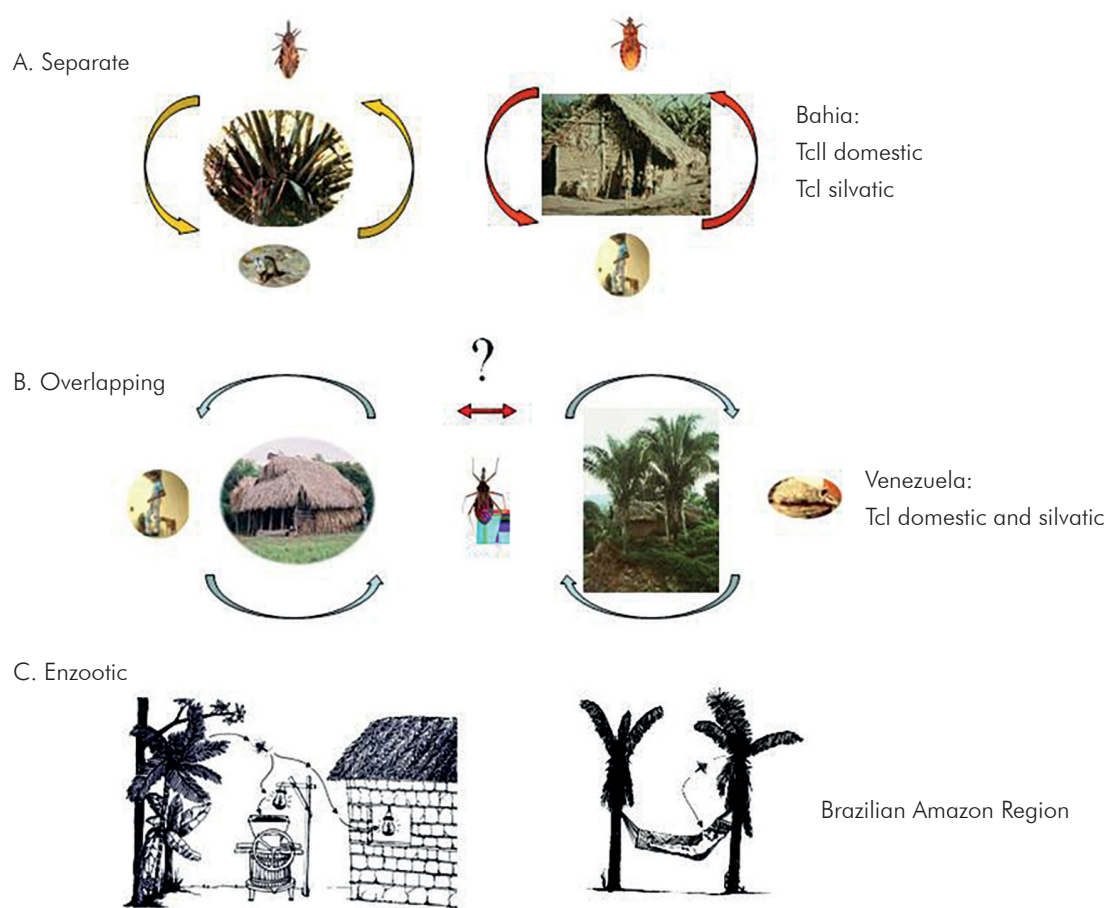 A. Separate
Bahia:
TcII domestic
TcI silvatic
?
B. Overlapping
Venezuela:
TcI domestic and silvatic
C. Enzootic
Brazilian Amazon Region